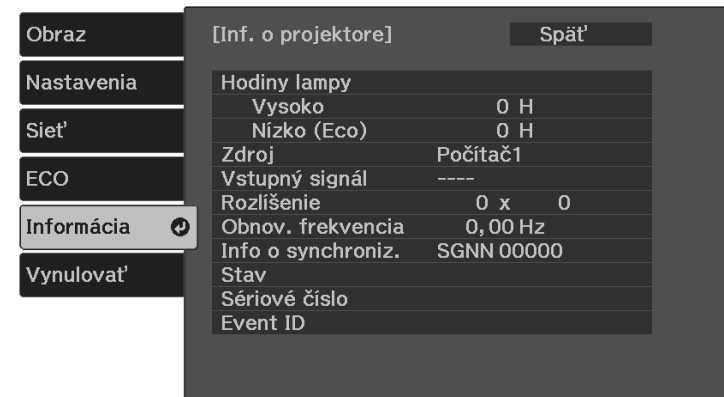 Obraz
Nastavenia
Sieť
ECO
Informácia
Vynulovať
[Inf. o projektore] Späť
Hodiny lampy
Vysoko 0 H
Nízko (Eco) 0 H
Zdroj Počítač1
Vstupný signál ----
Rozlíšenie 0 x 0
Obnov. frekvencia 0,00 Hz
Info o synchroniz. SGNN 00000
Stav
Sériové číslo
Event ID